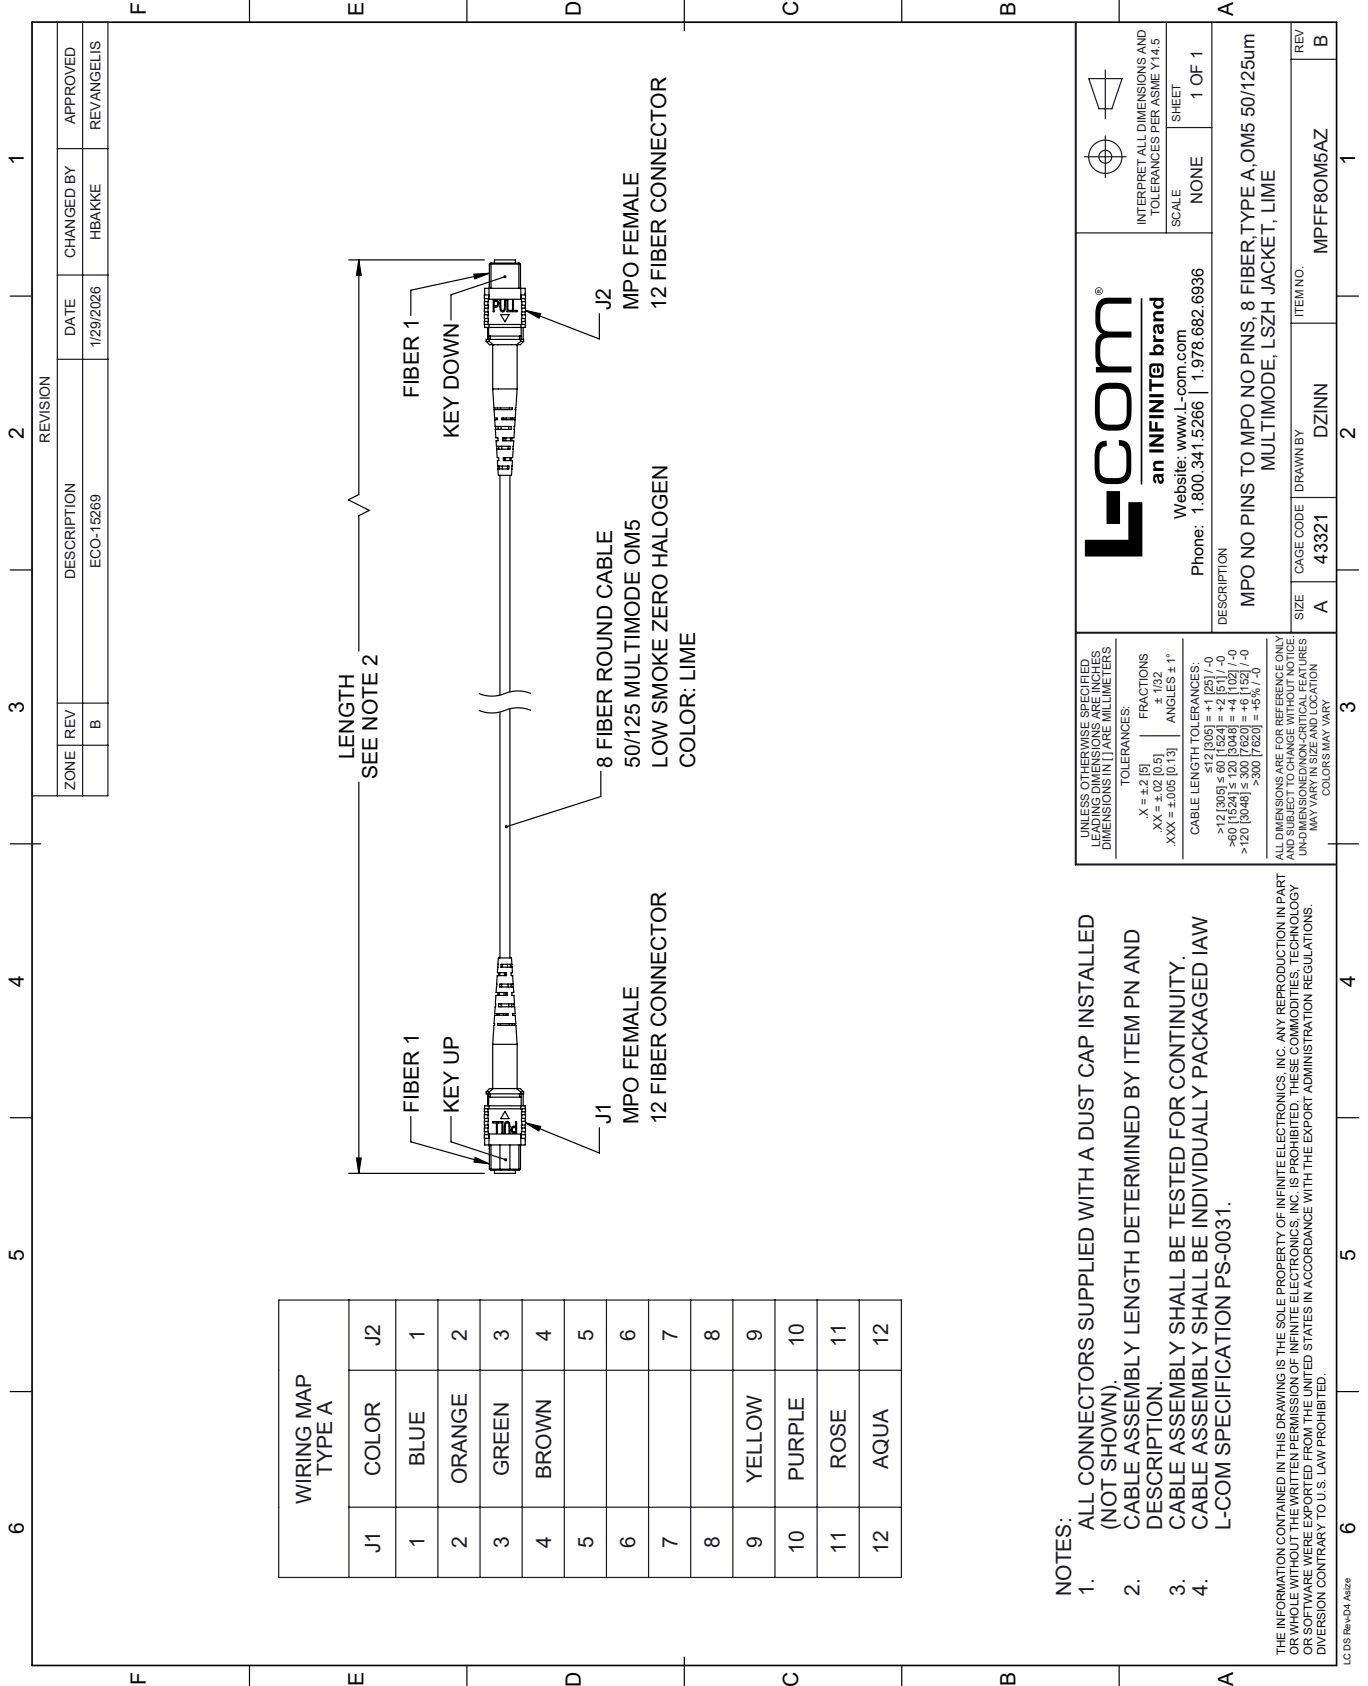 6
5
4
3
2
1
F
E
D
C
B
A
REVISION
ZONE
REV
DESCRIPTION
DATE
CHANGED BY
APPROVED
B
ECO-15269
1/29/2026
HBAKKE
REVANGELIS
WIRING MAP
TYPE A
J1 COLOR J2
1 BLUE 1
2 ORANGE 2
3 GREEN 3
4 BROWN 4
5 5
6 6
7 7
8 8
9 YELLOW 9
10 PURPLE 10
11 ROSE 11
12 AQUA 12
LENGTH
SEE NOTE 2
FIBER 1
KEY UP
PULL
J1
MPO FEMALE
12 FIBER CONNECTOR
8 FIBER ROUND CABLE
50/125 MULTIMODE OM5
LOW SMOKE ZERO HALOGEN
COLOR: LIME
FIBER 1
KEY DOWN
PULL
J2
MPO FEMALE
12 FIBER CONNECTOR
NOTES:
1. ALL CONNECTORS SUPPLIED WITH A DUST CAP INSTALLED
(NOT SHOWN).
2. CABLE ASSEMBLY LENGTH DETERMINED BY ITEM PN AND
DESCRIPTION.
3. CABLE ASSEMBLY SHALL BE TESTED FOR CONTINUITY.
4. CABLE ASSEMBLY SHALL BE INDIVIDUALLY PACKAGED IAW
L-COM SPECIFICATION PS-0031.
THE INFORMATION CONTAINED IN THIS DRAWING IS THE SOLE PROPERTY OF INFINITE ELECTRONICS, INC. ANY REPRODUCTION IN PART
OR WHOLE WITHOUT THE WRITTEN PERMISSION OF INFINITE ELECTRONICS, INC. IS PROHIBITED. THESE COMMODITIES, TECHNOLOGY
OR SOFTWARE WERE EXPORTED FROM THE UNITED STATES IN ACCORDANCE WITH THE EXPORT ADMINISTRATION REGULATIONS.
DIVERSION CONTRARY TO U.S. LAW PROHIBITED.
UNLESS OTHERWISE SPECIFIED
LEADING DIMENSIONS ARE INCHES
DIMENSIONS IN [ ] ARE MILLIMETERS
TOLERANCES:
.X = ±.2 [5] FRACTIONS
.XX = ±.02 [0.5] ± 1/32
.XXX = ±.005 [0.13] ANGLES ± 1°
CABLE LENGTH TOLERANCES:
≤12 [305] = +1 [25] / -0
>12 [305] ≤ 60 [1524] = +2 [51] / -0
>60 [1524] ≤ 120 [3048] = +4 [102] / -0
>120 [3048] ≤ 300 [7620] = +6 [152] / -0
>300 [7620] = +5% / -0
ALL DIMENSIONS ARE FOR REFERENCE ONLY
AND SUBJECT TO CHANGE WITHOUT NOTICE.
UN-DIMENSIONED/NON-CRITICAL FEATURES
MAY VARY IN SIZE AND LOCATION
COLORS MAY VARY
L-com®
an INFINITE brand
Website: www.L-com.com
Phone: 1.800.341.5266 | 1.978.682.6936
INTERPRET ALL DIMENSIONS AND
TOLERANCES PER ASME Y14.5
SCALE
NONE
SHEET
1 OF 1
DESCRIPTION
MPO NO PINS TO MPO NO PINS, 8 FIBER,TYPE A,OM5 50/125um
MULTIMODE, LSZH JACKET, LIME
SIZE
A
CAGE CODE
43321
DRAWN BY
DZINN
ITEM NO.
MPFF8OM5AZ
REV
B
F
E
D
C
B
A
6
5
4
3
2
1
LC DS Rev-D4 Asize